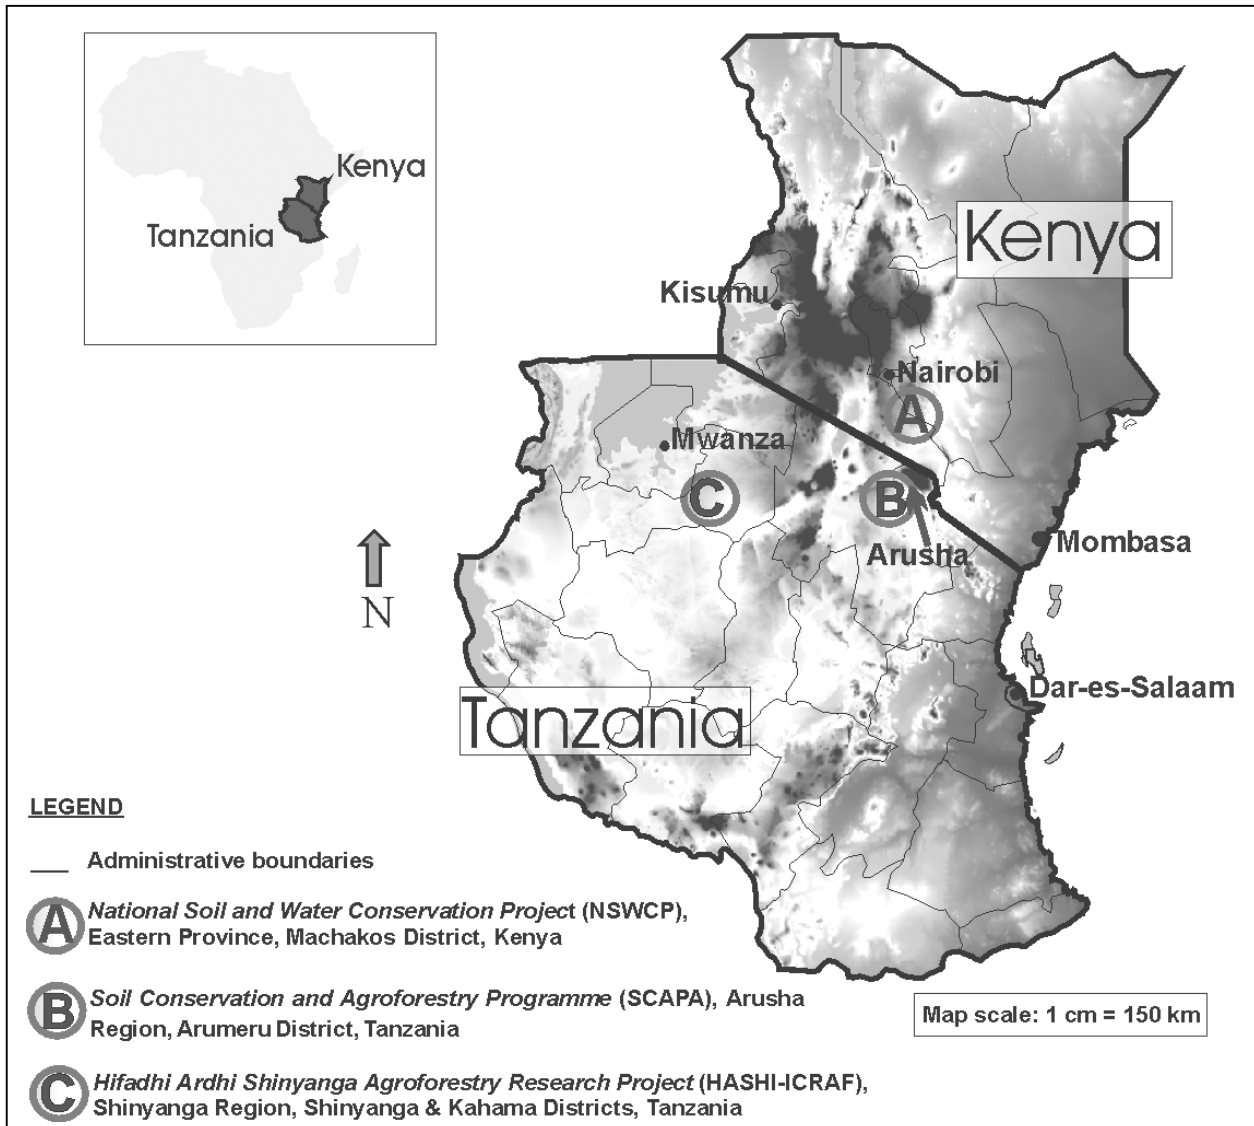 Kenya
Tanzania
Kenya
Kisumu
Nairobi
A
Mwanza
C
B
Arusha
Mombasa
N
Tanzania
Dar-es-Salaam
LEGEND
Administrative boundaries
A National Soil and Water Conservation Project (NSWCP),
Eastern Province, Machakos District, Kenya
B Soil Conservation and Agroforestry Programme (SCAPA), Arusha
Region, Arumeru District, Tanzania
Map scale: 1 cm = 150 km
C Hifadhi Ardhi Shinyanga Agroforestry Research Project (HASHI-ICRAF),
Shinyanga Region, Shinyanga & Kahama Districts, Tanzania